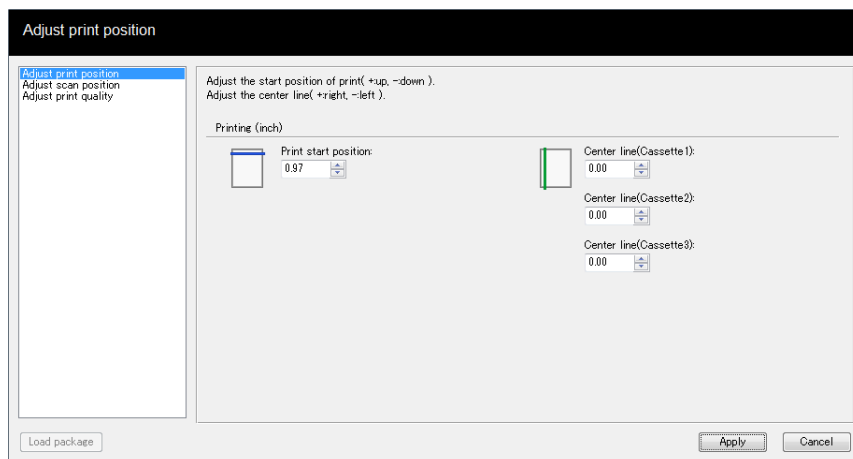 Adjust print position
Adjust print position
Adjust scan position
Adjust print quality
Adjust the start position of print( +:up, -:down ).
Adjust the center line( +:right, -:left ).
Printing (inch)
Print start position:
0.97
Center line(Cassette1):
0.00
Center line(Cassette2):
0.00
Center line(Cassette3):
0.00
Load package
Apply
Cancel